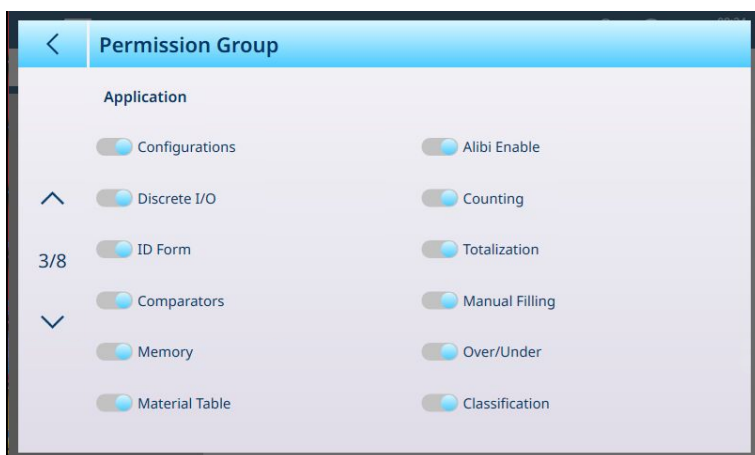 Permission Group
Application
Configurations
Alibi Enable
Discrete I/O
Counting
ID Form
Totalization
3/8
Comparators
Manual Filling
Memory
Over/Under
Material Table
Classification